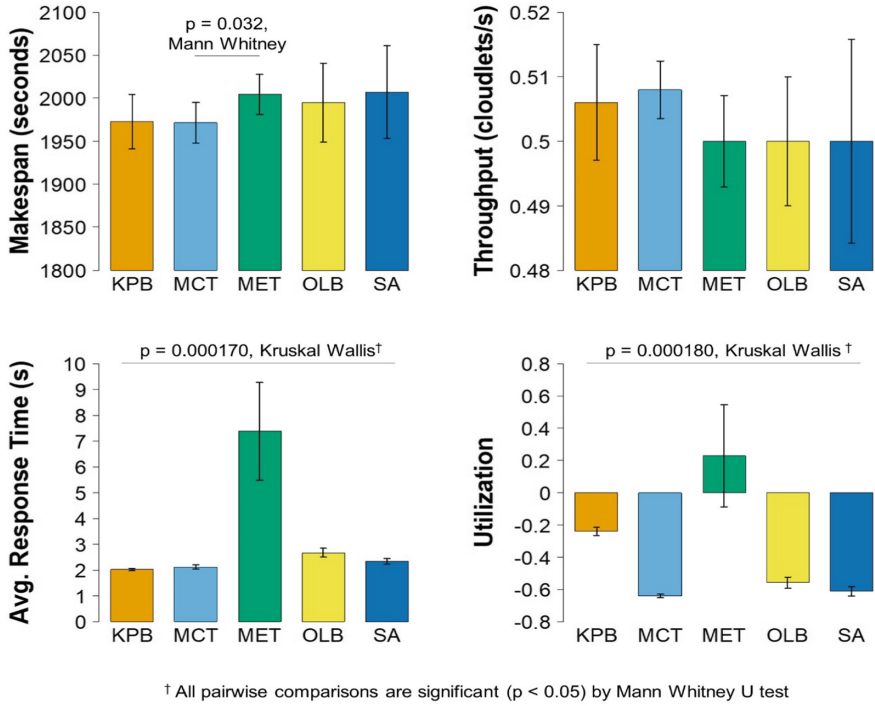 p = 0.032,
Mann Whitney
Makespan (seconds)
2100
2050
2000
1950
1900
1850
1800
KPB MCT MET OLB SA
Throughput (cloudlets/s)
0.52
0.51
0.5
0.49
0.48
KPB MCT MET OLB SA
p = 0.000170, Kruskal Wallis†
Avg. Response Time (s)
10
9
8
7
6
5
4
3
2
1
0
KPB MCT MET OLB SA
p = 0.000180, Kruskal Wallis †
Utilization
0.8
0.6
0.4
0.2
0
-0.2
-0.4
-0.6
-0.8
KPB MCT MET OLB SA
† All pairwise comparisons are significant (p < 0.05) by Mann Whitney U test